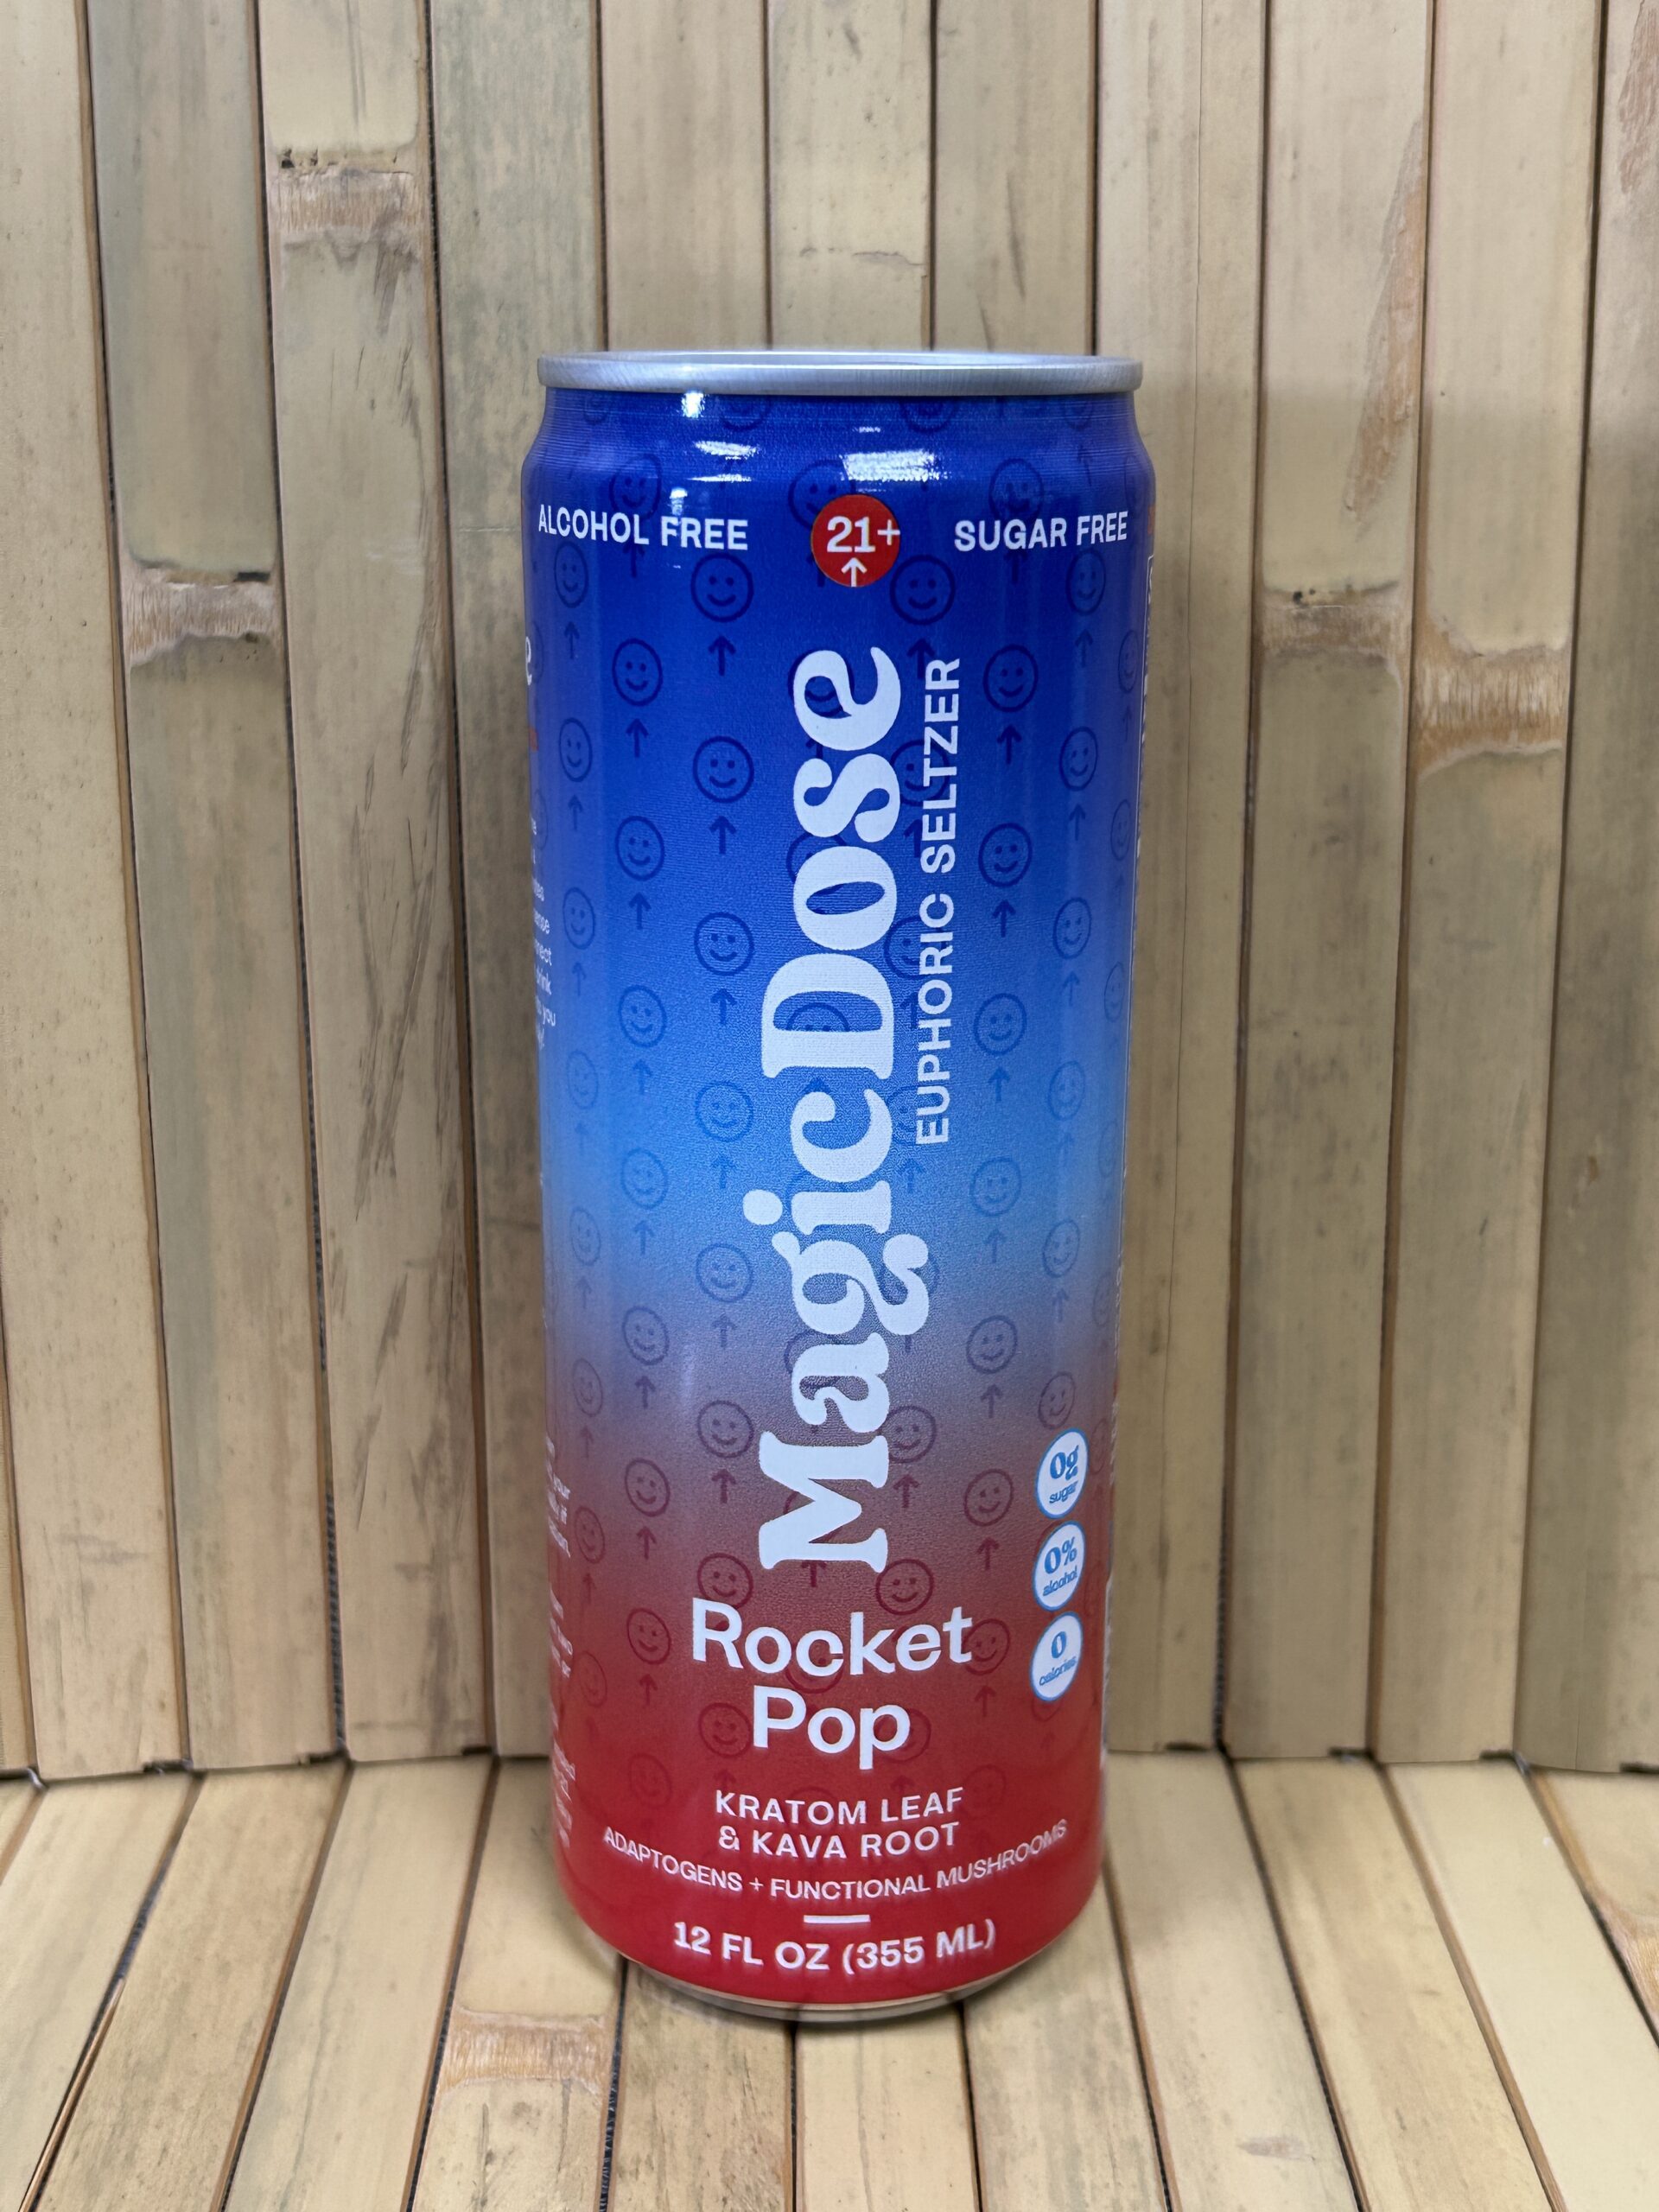 ALCOHOL FREE
21+
SUGAR FREE
MagicDose
EUPHORIC SELTZER
0g
sugar
0%
alcohol
0
calories
Rocket
Pop
KRATOM LEAF
& KAVA ROOT
ADAPTOGENS + FUNCTIONAL MUSHROOMS
12 FL OZ (355 ML)